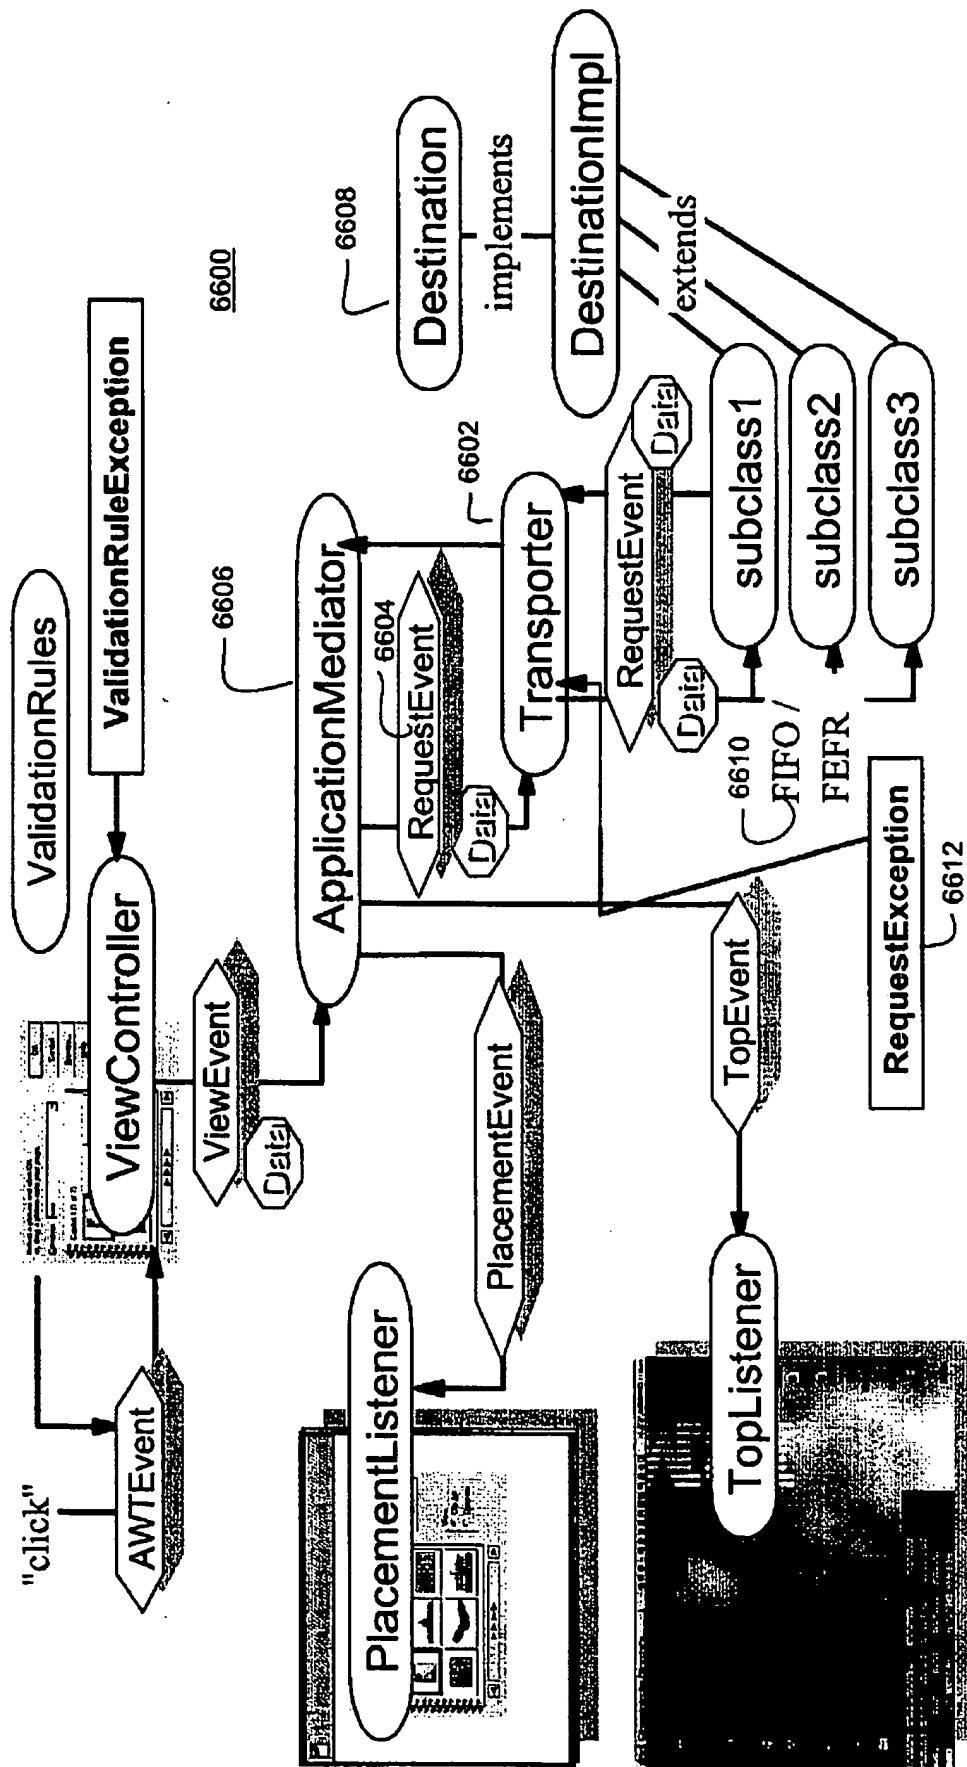 "click"
AWTEvent
ValidationRules
ViewController
ValidationRuleException
ViewEvent
Data
6600
6606
ApplicationMediator
PlacementListener
PlacementEvent
RequestEvent
6604
Data
6602
Transporter
6608
Destination
implements
DestinationImpl
extends
RequestEvent
Data
Data
subclass1
subclass2
subclass3
6610
FIFO /
FEFR
TopListener
TopEvent
RequestException
6612